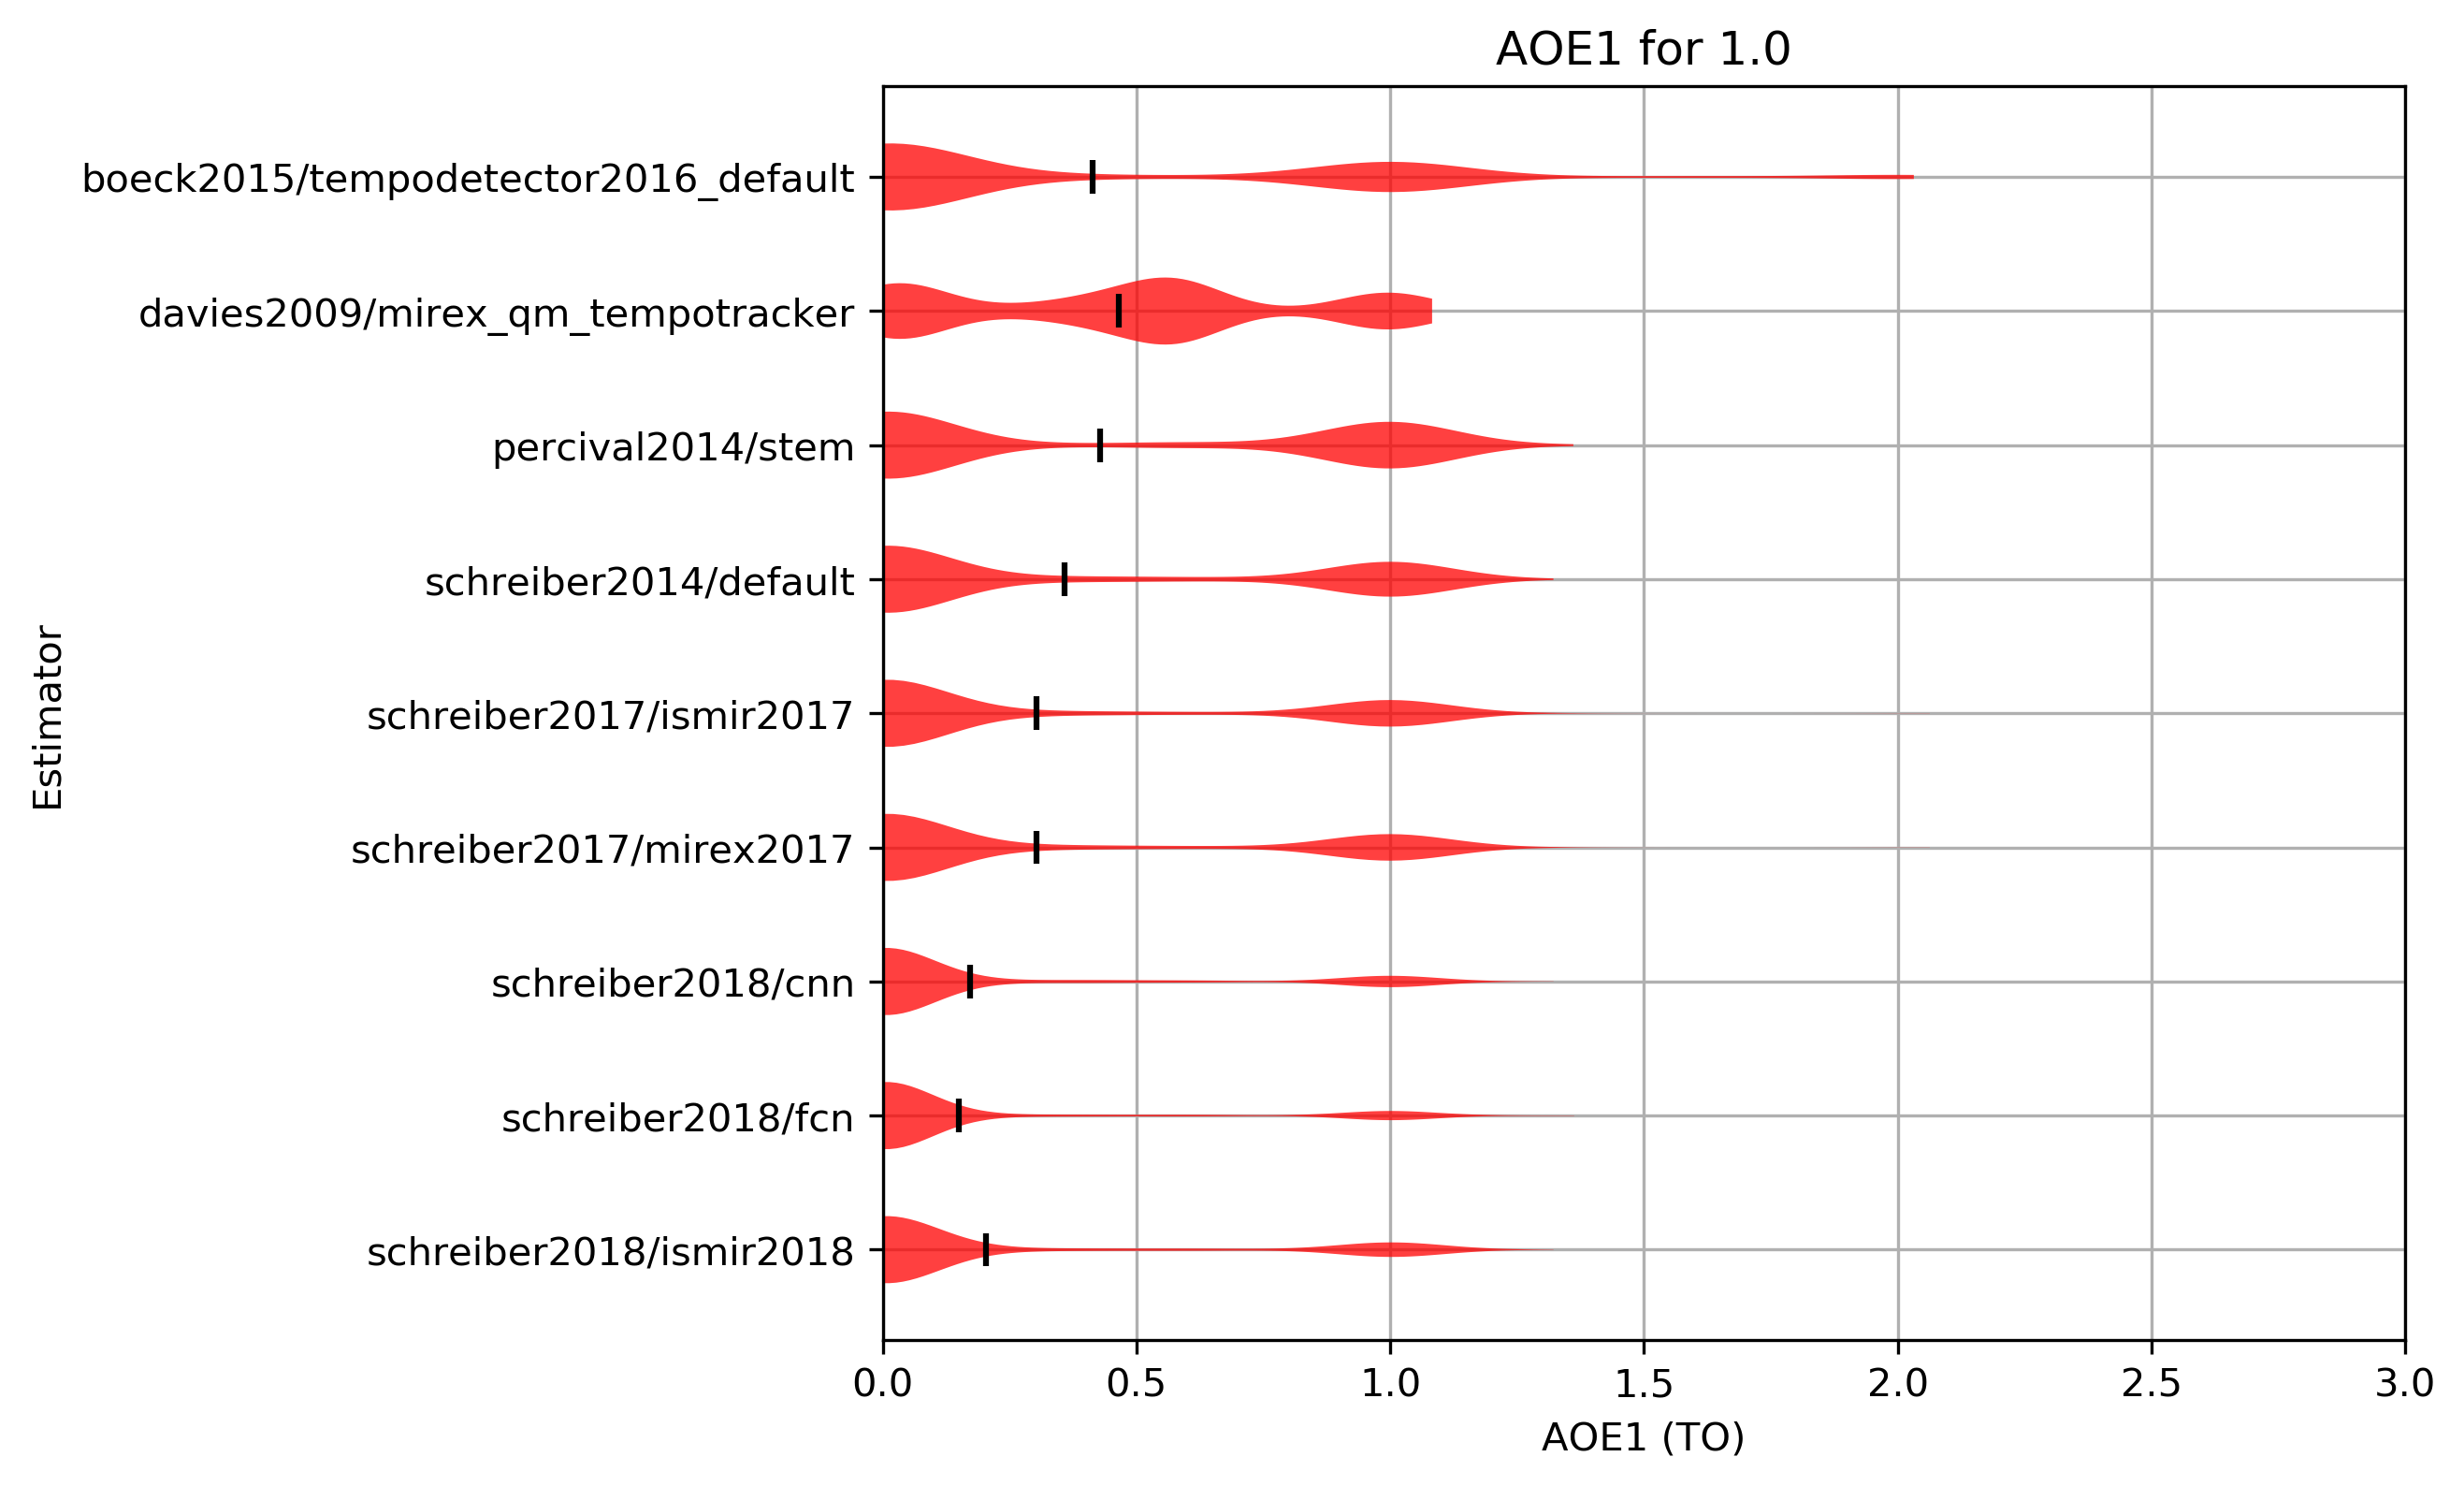 AOE1 for 1.0
boeck2015/tempodetector2016_default
davies2009/mirex_qm_tempotracker
percival2014/stem
schreiber2014/default
schreiber2017/ismir2017
schreiber2017/mirex2017
schreiber2018/cnn
schreiber2018/fcn
schreiber2018/ismir2018
Estimator
0.0 0.5 1.0 1.5 2.0 2.5 3.0
AOE1 (TO)